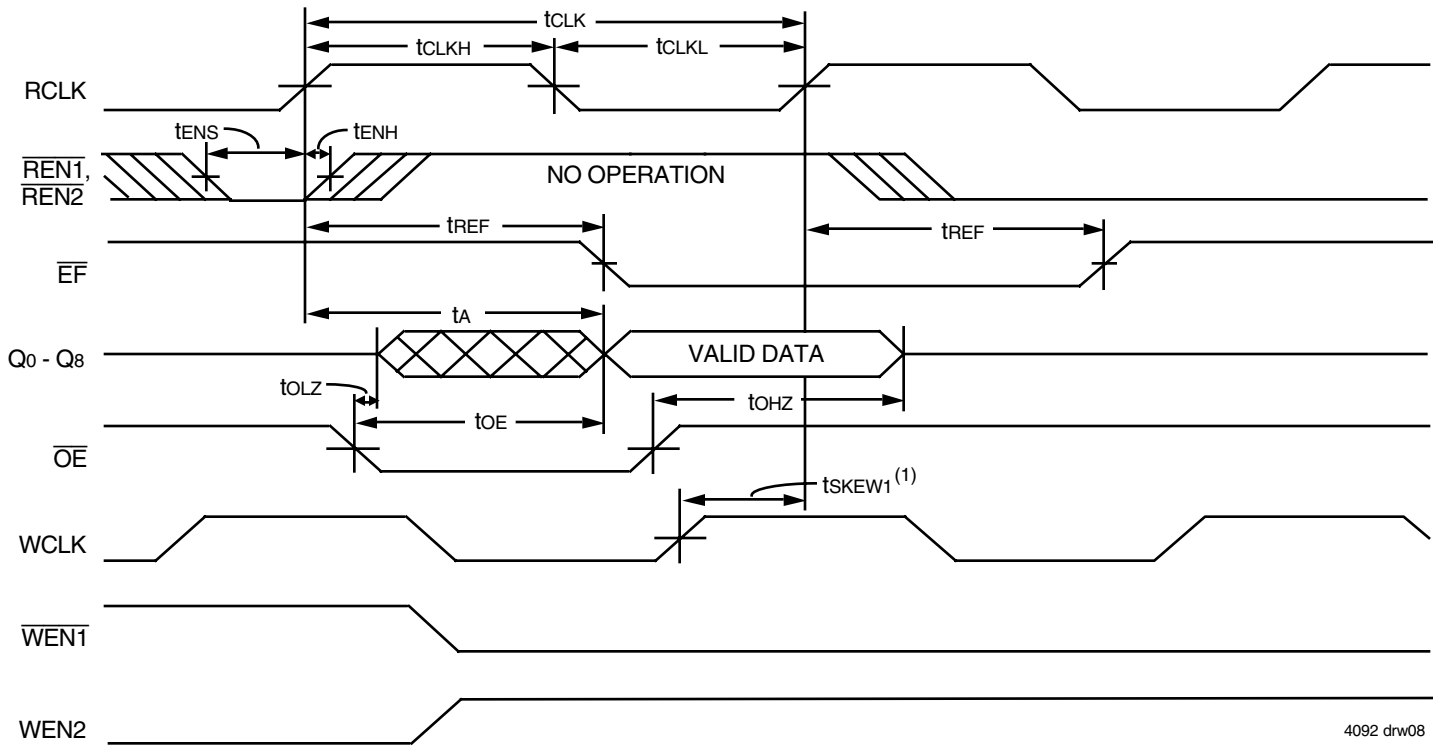 tCLK
tCLKH
tCLKL
RCLK
tENS
tENH
REN1,
REN2
NO OPERATION
tREF
tREF
EF
tA
Q0 - Q8
VALID DATA
tOLZ
tOHZ
tOE
OE
tSKEW1(1)
WCLK
WEN1
WEN2
4092 drw08